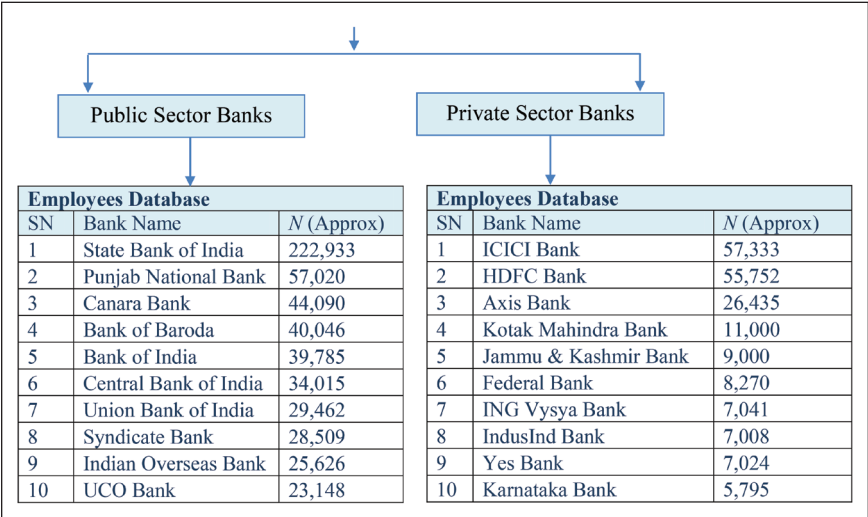 Public Sector Banks
Private Sector Banks
Employees Database
SN Bank Name N (Approx)
1 State Bank of India 222,933
2 Punjab National Bank 57,020
3 Canara Bank 44,090
4 Bank of Baroda 40,046
5 Bank of India 39,785
6 Central Bank of India 34,015
7 Union Bank of India 29,462
8 Syndicate Bank 28,509
9 Indian Overseas Bank 25,626
10 UCO Bank 23,148
Employees Database
SN Bank Name N (Approx)
1 ICICI Bank 57,333
2 HDFC Bank 55,752
3 Axis Bank 26,435
4 Kotak Mahindra Bank 11,000
5 Jammu & Kashmir Bank 9,000
6 Federal Bank 8,270
7 ING Vysya Bank 7,041
8 IndusInd Bank 7,008
9 Yes Bank 7,024
10 Karnataka Bank 5,795